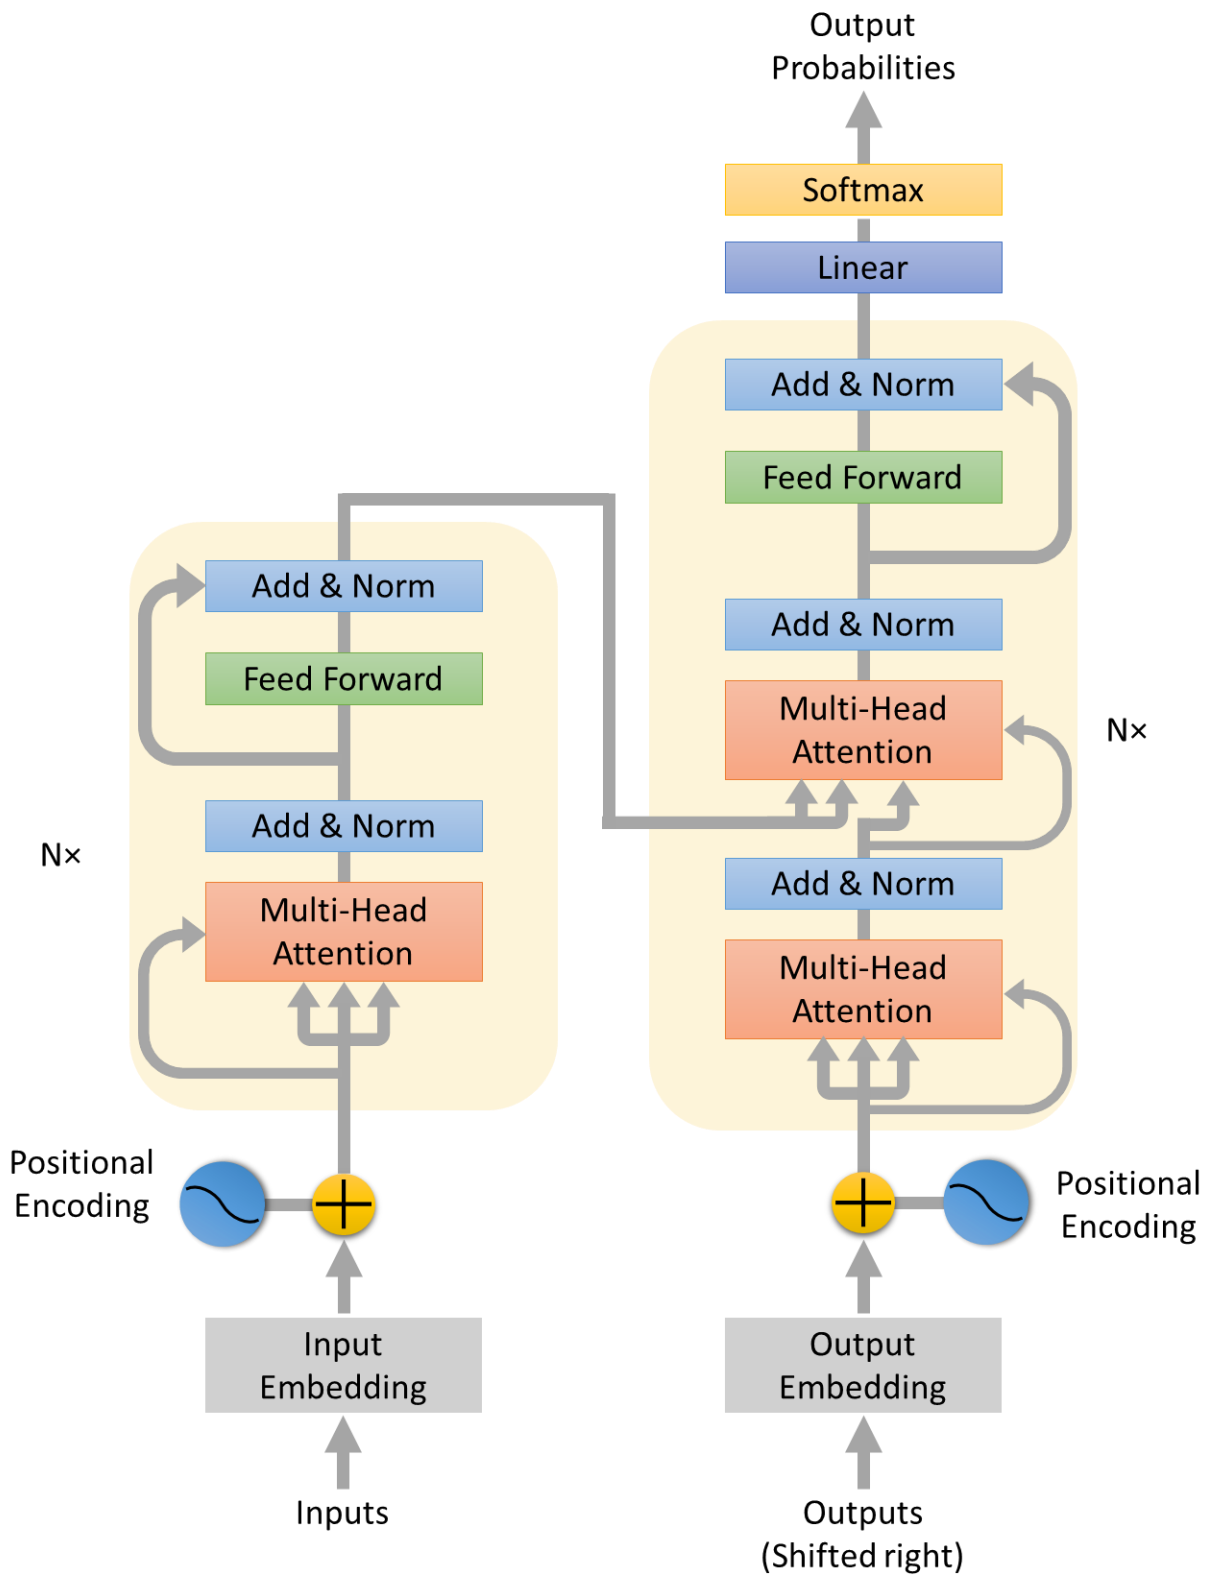 Output
Probabilities
Softmax
Linear
Add & Norm
Feed Forward
Add & Norm
Multi-Head
Attention
N×
Add & Norm
Multi-Head
Attention
Positional
Encoding
Output
Embedding
Outputs
(Shifted right)
Add & Norm
Feed Forward
Add & Norm
N×
Multi-Head
Attention
Positional
Encoding
Input
Embedding
Inputs